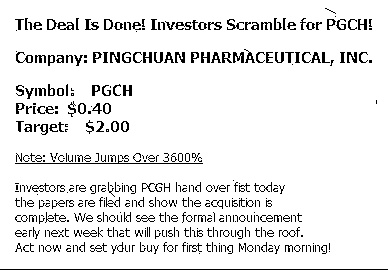 The Deal Is Done! Investors Scramble for PGCH!
Company: PINGCHUAN PHARMACEUTICAL, INC.
Symbol: PGCH
Price: $0.40
Target: $2.00
Note: Volume Jumps Over 3600%
Investors are grabbing PCGH hand over fist today
the papers are filed and show the acquisition is
complete. We should see the formal announcement
early next week that will push this through the roof.
Act now and set your buy for first thing Monday morning!